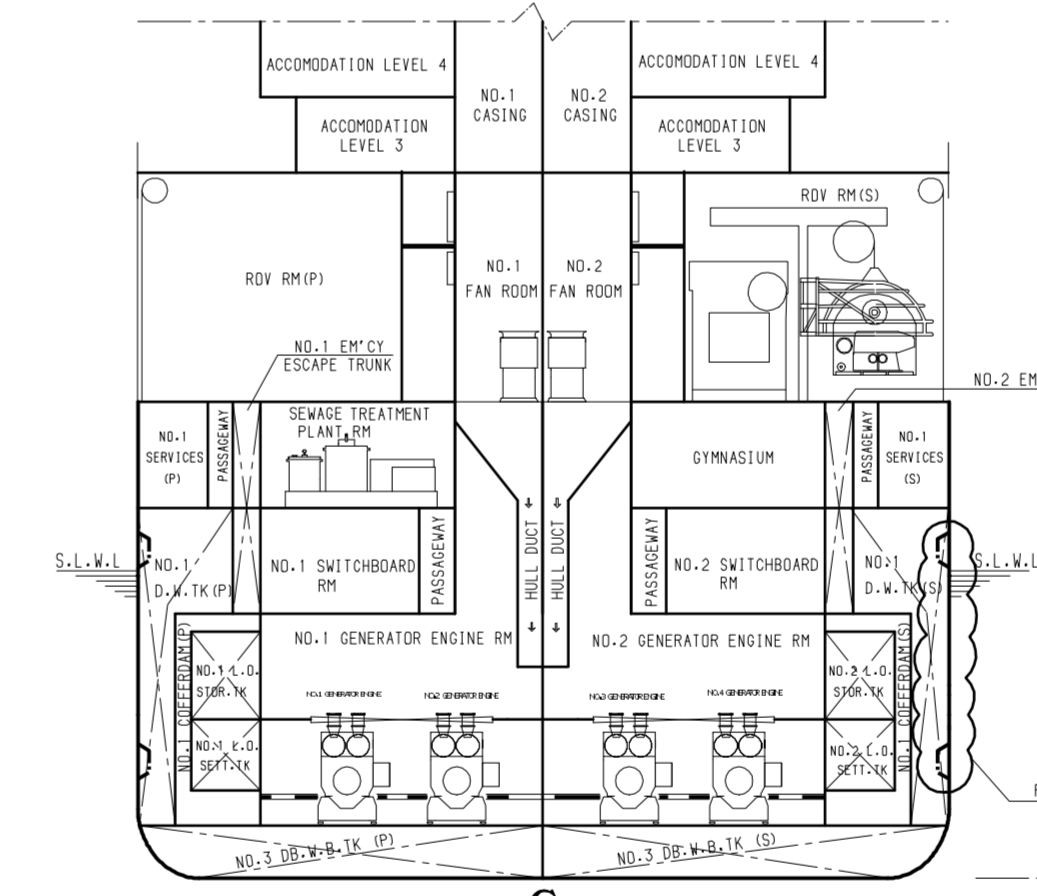 ACCOMODATION LEVEL 4
ACCOMODATION LEVEL 4
NO.1
CASING
NO.2
CASING
ACCOMODATION
LEVEL 3
ACCOMODATION
LEVEL 3
RDV RM(S)
RDV RM(P)
NO.1
FAN ROOM
NO.2
FAN ROOM
NO.1 EM'CY
ESCAPE TRUNK
NO.2 EM
SEWAGE TREATMENT
PLANT RM
NO.1
SERVICES
(P)
PASSAGEWAY
GYMNASIUM
PASSAGEWAY
NO.1
SERVICES
(S)
HULL DUCT
HULL DUCT
S.L.W.L
S.L.W.L
NO.1
D.W.TK(P)
NO.1 SWITCHBOARD
RM
PASSAGEWAY
PASSAGEWAY
NO.2 SWITCHBOARD
RM
NO.1
D.W.TK(S)
NO.1 GENERATOR ENGINE RM
NO.2 GENERATOR ENGINE RM
NO.1 COFFERDAM(P)
NO.1 L.O.
STOR.TK
NO.1 L.O.
SETT.TK
NO.2 L.O.
STOR.TK
NO.2 L.O.
SETT.TK
NO.1 COFFERDAM(S)
NO.1 GENERATOR ENGINE
NO.2 GENERATOR ENGINE
NO.3 GENERATOR ENGINE
NO.4 GENERATOR ENGINE
NO.3 DB.W.B.TK (P)
NO.3 DB.W.B.TK (S)